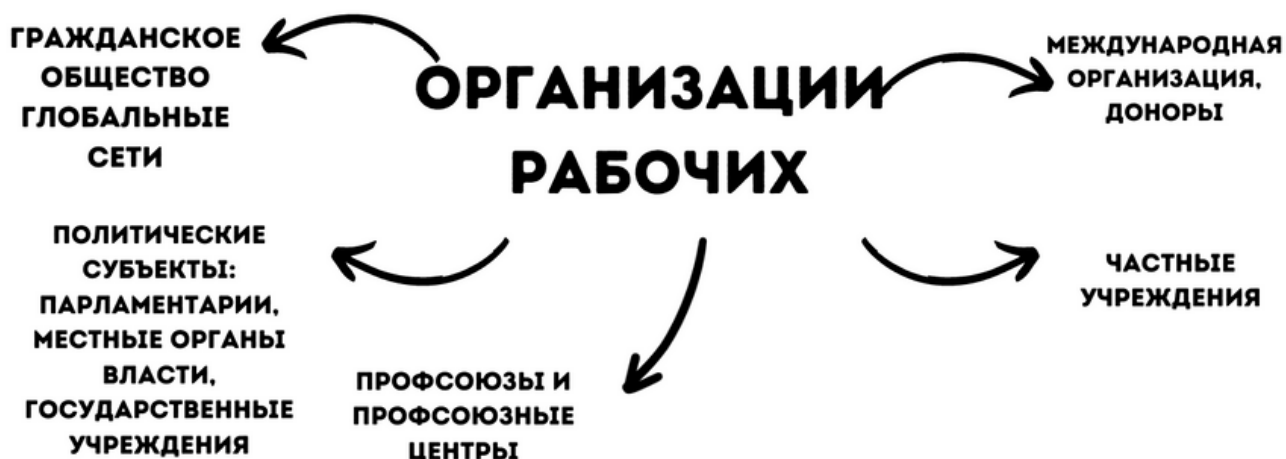 ГРАЖДАНСКОЕ
ОБЩЕСТВО
ГЛОБАЛЬНЫЕ
СЕТИ
ОРГАНИЗАЦИИ
РАБОЧИХ
МЕЖДУНАРОДНАЯ
ОРГАНИЗАЦИЯ,
ДОНОРЫ
ПОЛИТИЧЕСКИЕ
СУБЪЕКТЫ:
ПАРЛАМЕНТАРИИ,
МЕСТНЫЕ ОРГАНЫ
ВЛАСТИ,
ГОСУДАРСТВЕННЫЕ
УЧРЕЖДЕНИЯ
ПРОФСОЮЗЫ И
ПРОФСОЮЗНЫЕ
ЦЕНТРЫ
ЧАСТНЫЕ
УЧРЕЖДЕНИЯ